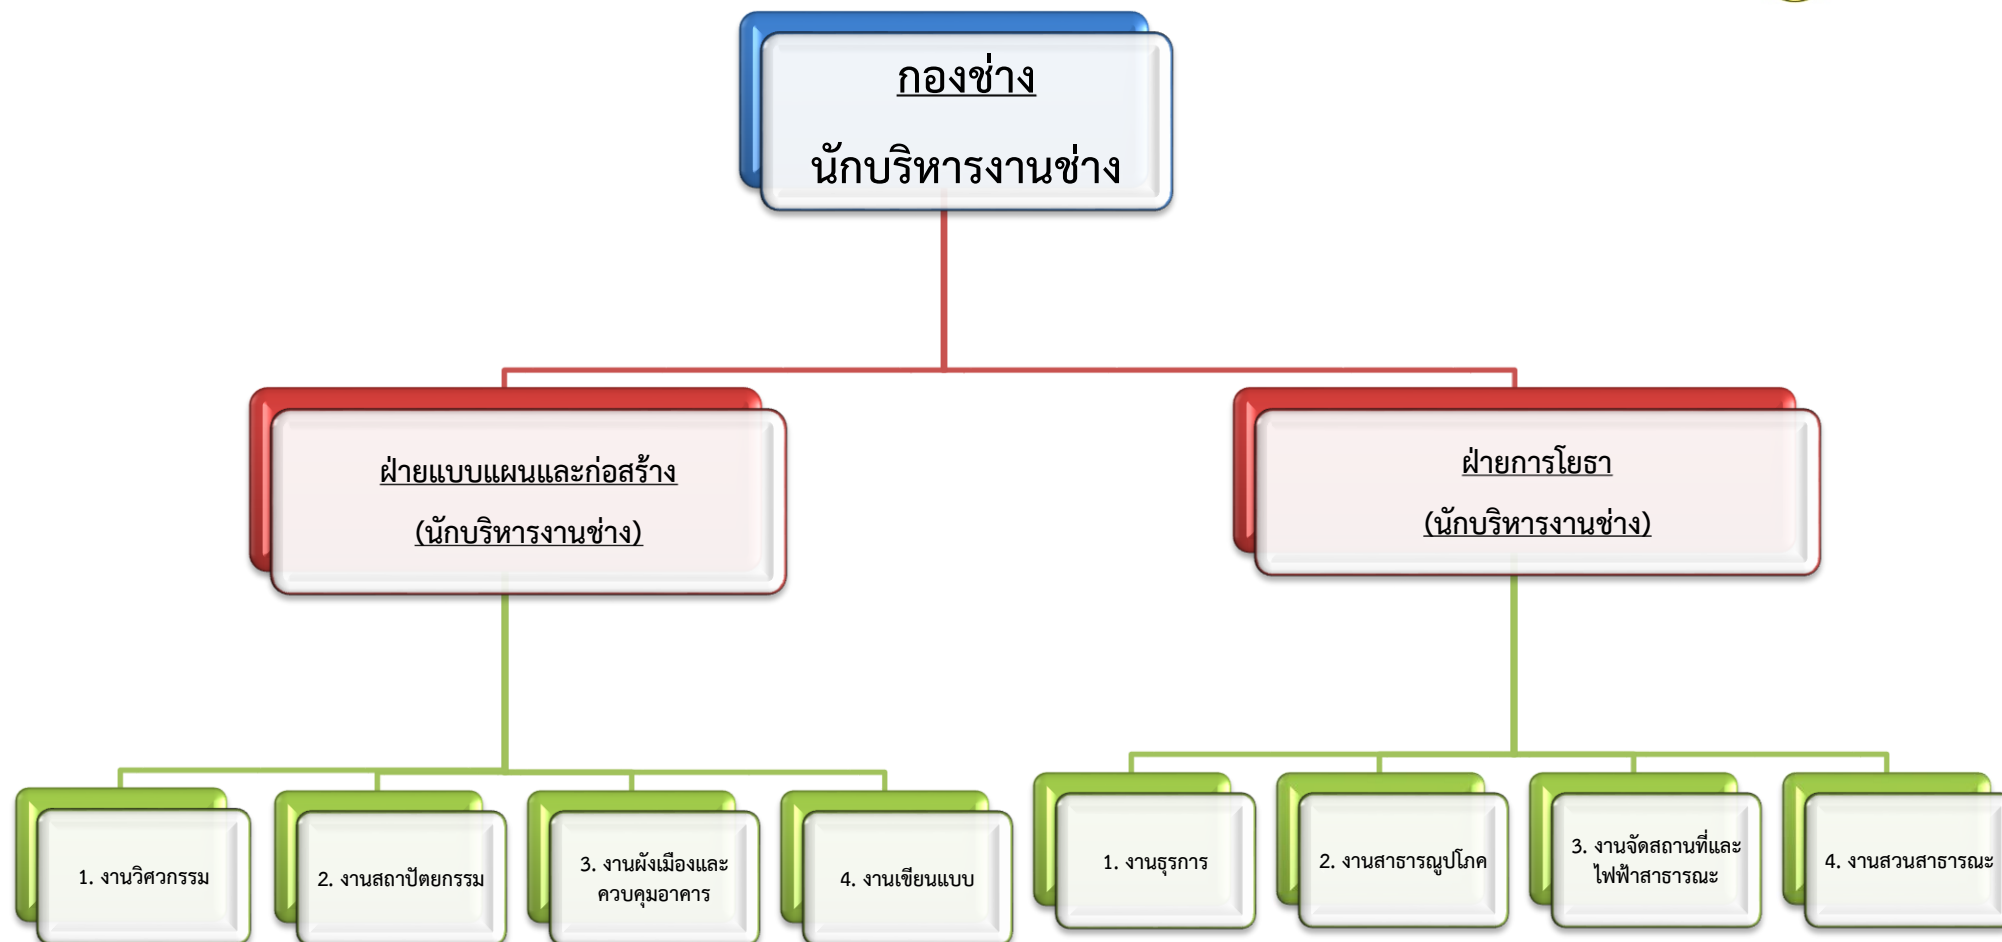 กองช่าง
นักบริหารงานช่าง
ฝ่ายแบบแผนและก่อสร้าง
(นักบริหารงานช่าง)
ฝ่ายการโยธา
(นักบริหารงานช่าง)
1. งานวิศวกรรม
2. งานสถาปัตยกรรม
3. งานผังเมืองและ
ควบคุมอาคาร
4. งานเขียนแบบ
1. งานธุรการ
2. งานสาธารณูปโภค
3. งานจัดสถานที่และ
ไฟฟ้าสาธารณะ
4. งานสวนสาธารณะ